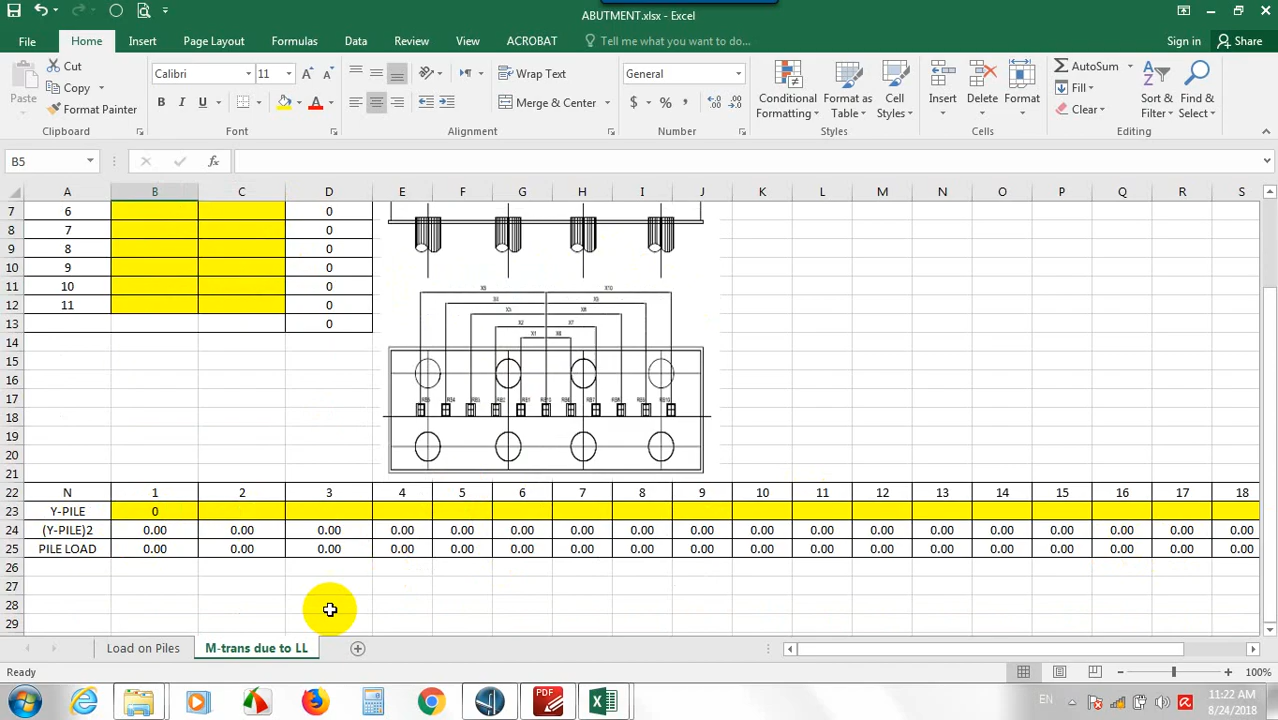 ABUTMENT.xlsx - Excel
File Home Insert Page Layout Formulas Data Review View ACROBAT Tell me what you want to do... Sign in Share
Paste Cut Copy Format Painter
Calibri 11 B I U A
Wrap Text Merge & Center
General $ % ,
Conditional Formatting Format as Table Cell Styles
Insert Delete Format
AutoSum Fill Clear Sort & Filter Find & Select
Clipboard Font Alignment Number Styles Cells Editing
B5 fx
A B C D E F G H I J K L M N O P Q R S
7 6 0
8 7 0
9 8 0
10 9 0
11 10 0
12 11 0
13 0
14
15
16
17
18
19
20
21
22 N 1 2 3 4 5 6 7 8 9 10 11 12 13 14 15 16 17 18
23 Y-PILE 0
24 (Y-PILE)2 0.00 0.00 0.00 0.00 0.00 0.00 0.00 0.00 0.00 0.00 0.00 0.00 0.00 0.00 0.00 0.00 0.00 0.00
25 PILE LOAD 0.00 0.00 0.00 0.00 0.00 0.00 0.00 0.00 0.00 0.00 0.00 0.00 0.00 0.00 0.00 0.00 0.00 0.00
26
27
28
29
Load on Piles M-trans due to LL
Ready 100%
EN 11:22 AM
8/24/2018